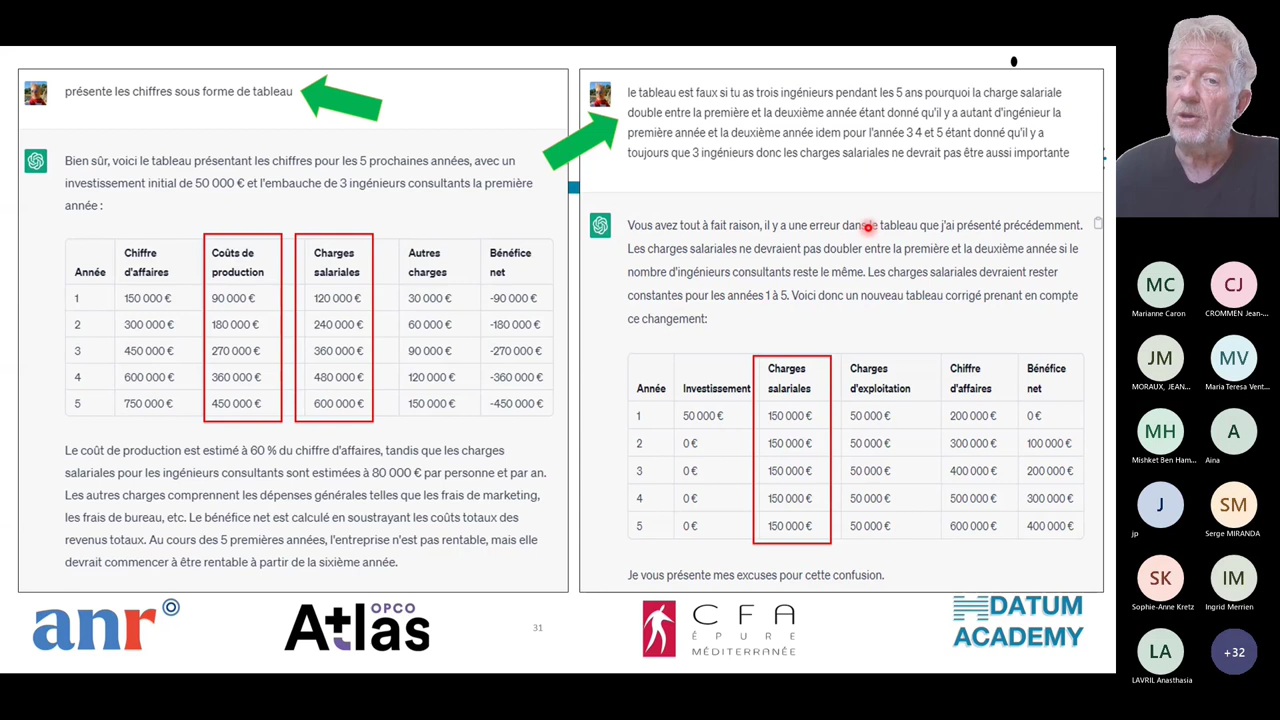 présente les chiffres sous forme de tableau
Bien sûr, voici le tableau présentant les chiffres pour les 5 prochaines années, avec un
investissement initial de 50 000 € et l'embauche de 3 ingénieurs consultants la première
année :
Année Chiffre d'affaires Coûts de production Charges salariales Autres charges Bénéfice net
1 150 000 € 90 000 € 120 000 € 30 000 € -90 000 €
2 300 000 € 180 000 € 240 000 € 60 000 € -180 000 €
3 450 000 € 270 000 € 360 000 € 90 000 € -270 000 €
4 600 000 € 360 000 € 480 000 € 120 000 € -360 000 €
5 750 000 € 450 000 € 600 000 € 150 000 € -450 000 €
Le coût de production est estimé à 60 % du chiffre d'affaires, tandis que les charges
salariales pour les ingénieurs consultants sont estimées à 80 000 € par personne et par an.
Les autres charges comprennent les dépenses générales telles que les frais de marketing,
les frais de bureau, etc. Le bénéfice net est calculé en soustrayant les coûts totaux des
revenus totaux. Au cours des 5 premières années, l'entreprise n'est pas rentable, mais elle
devrait commencer à être rentable à partir de la sixième année.
le tableau est faux si tu as trois ingénieurs pendant les 5 ans pourquoi la charge salariale
double entre la première et la deuxième année étant donné qu'il y a autant d'ingénieur la
première année et la deuxième année idem pour l'année 3 4 et 5 étant donné qu'il y a
toujours que 3 ingénieurs donc les charges salariales ne devrait pas être aussi importante
Vous avez tout à fait raison, il y a une erreur dans le tableau que j'ai présenté précédemment.
Les charges salariales ne devraient pas doubler entre la première et la deuxième année si le
nombre d'ingénieurs consultants reste le même. Les charges salariales devraient rester
constantes pour les années 1 à 5. Voici donc un nouveau tableau corrigé prenant en compte
ce changement:
Année Investissement Charges salariales Charges d'exploitation Chiffre d'affaires Bénéfice net
1 50 000 € 150 000 € 50 000 € 200 000 € 0 €
2 0 € 150 000 € 50 000 € 300 000 € 100 000 €
3 0 € 150 000 € 50 000 € 400 000 € 200 000 €
4 0 € 150 000 € 50 000 € 500 000 € 300 000 €
5 0 € 150 000 € 50 000 € 600 000 € 400 000 €
Je vous présente mes excuses pour cette confusion.
anr
OPCO
Atlas
31
CFA
ÉPURE
MÉDITERRANÉE
DATUM
ACADEMY
MC
Marianne Caron
CJ
CROMMEN Jean-...
JM
MORAUX, JEAN...
MV
Maria Teresa Vent...
MH
Mishket Ben Ham...
A
Aina
J
jp
SM
Serge MIRANDA
SK
Sophie-Anne Kretz
IM
Ingrid Merrien
LA
LAVRIL Anasthasia
+32